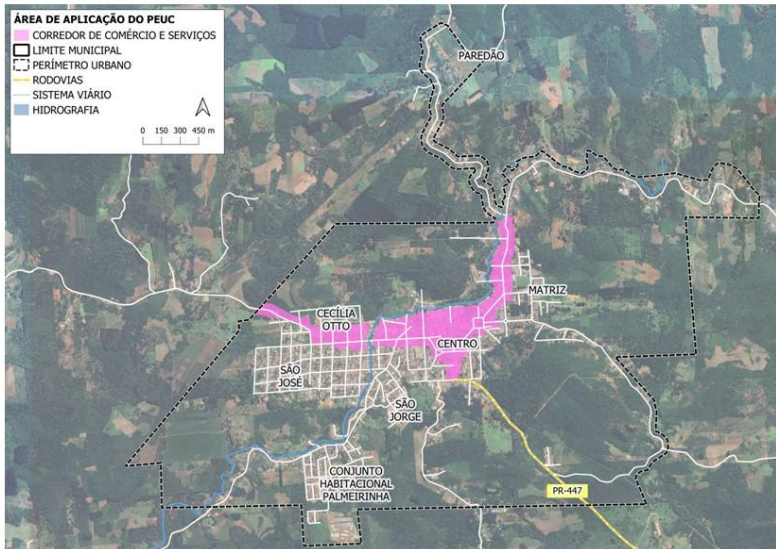 ÁREA DE APLICAÇÃO DO PEUC
CORREDOR DE COMÉRCIO E SERVIÇOS
LIMITE MUNICIPAL
PERÍMETRO URBANO
RODOVIAS
SISTEMA VIÁRIO
HIDROGRAFIA
0 150 300 450 m
PAREDÃO
MATRIZ
CECÍLIA
OTTO
CENTRO
SÃO
JOSÉ
SÃO
JORGE
CONJUNTO
HABITACIONAL
PALMEIRINHA
PR-447